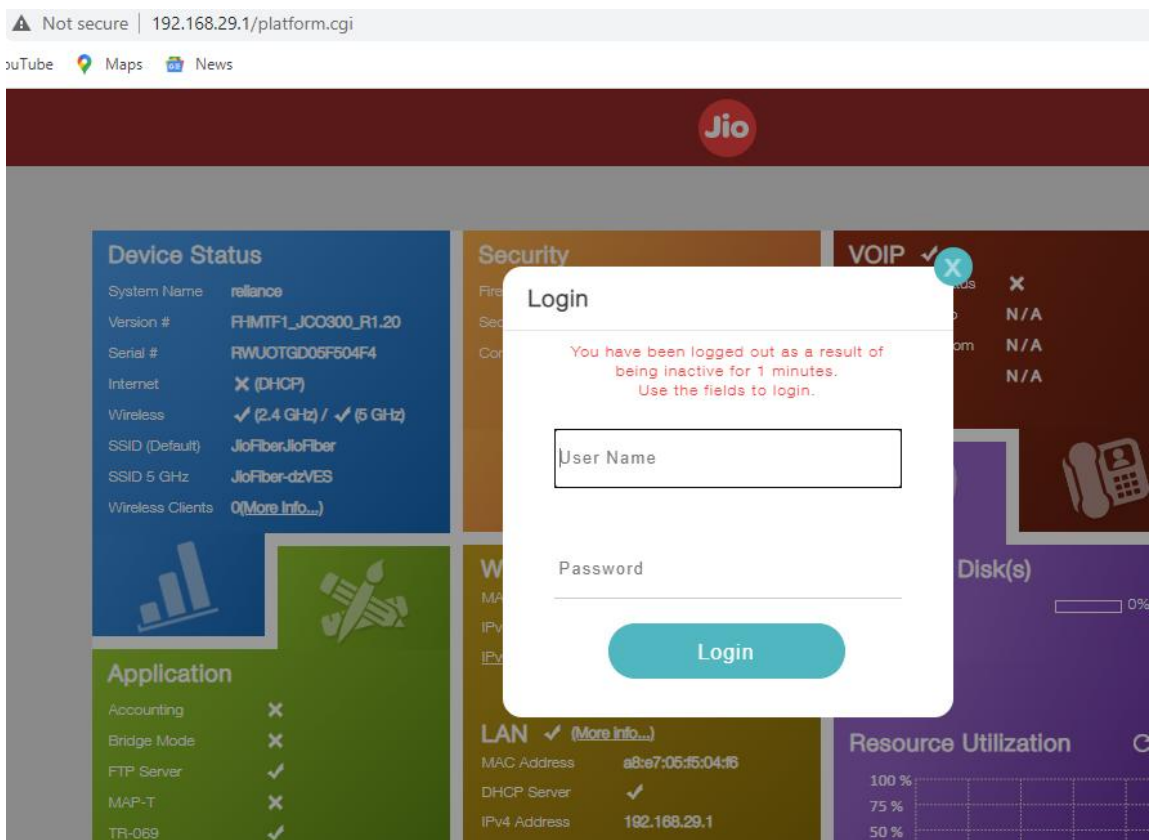 Not secure | 192.168.29.1/platform.cgi
ouTube Maps News
Jio
Device Status
System Name reliance
Version # FHMTF1_JCO300_R1.20
Serial # RWUOTGD05F504F4
Internet (DHCP)
Wireless (2.4 GHz) / (5 GHz)
SSID (Default) JioFiberJioFiber
SSID 5 GHz JioFiber-dzVES
Wireless Clients 0(More Info...)
Application
Accounting
Bridge Mode
FTP Server
MAP-T
TR-069
Security
Login
X
You have been logged out as a result of
being inactive for 1 minutes.
Use the fields to login.
User Name
Password
Login
LAN (More info...)
MAC Address a8:e7:05:f5:04:f6
DHCP Server
IPv4 Address 192.168.29.1
VOIP
N/A
N/A
N/A
Disk(s)
0%
Resource Utilization
100 %
75 %
50 %